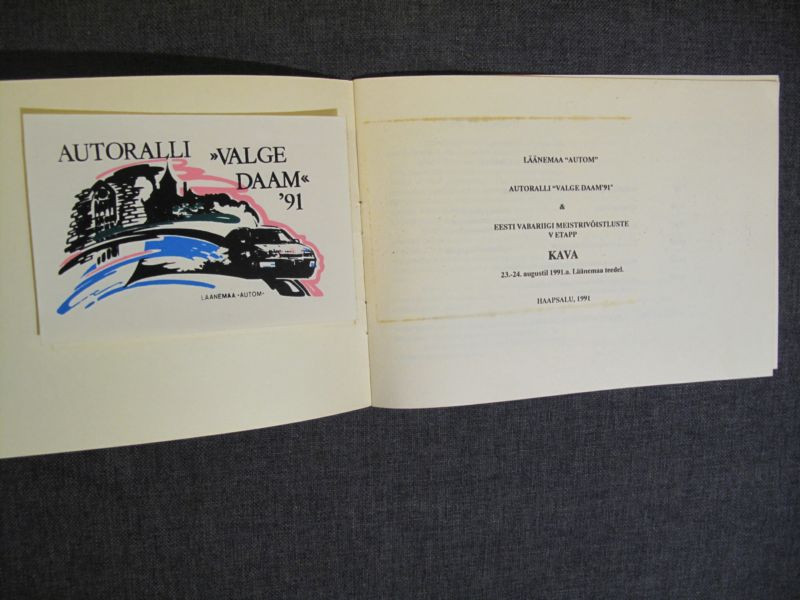 AUTORALLI »VALGE
DAAM«
'91
LÄÄNEMAA «AUTOM»
LÄÄNEMAA "AUTOM"
AUTORALLI "VALGE DAAM'91"
&
EESTI VABARIIGI MEISTRIVÕISTLUSTE
V ETAPP
KAVA
23.-24. augustil 1991.a. Läänemaa teedel.
HAAPSALU, 1991